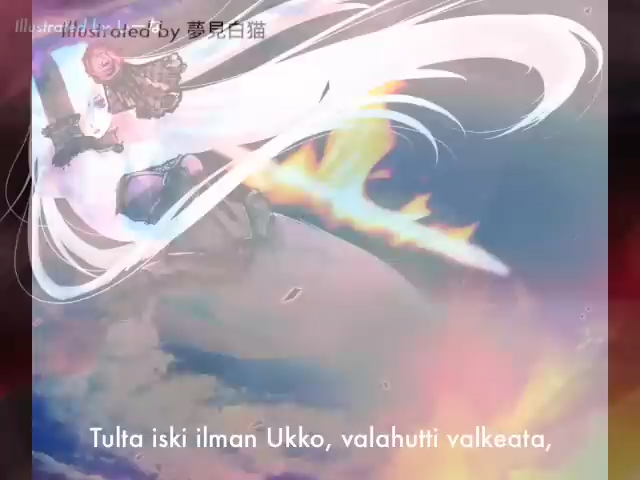 Illustrated by 夢見白猫
Tulta iski ilman Ukko, valahutti valkeata,